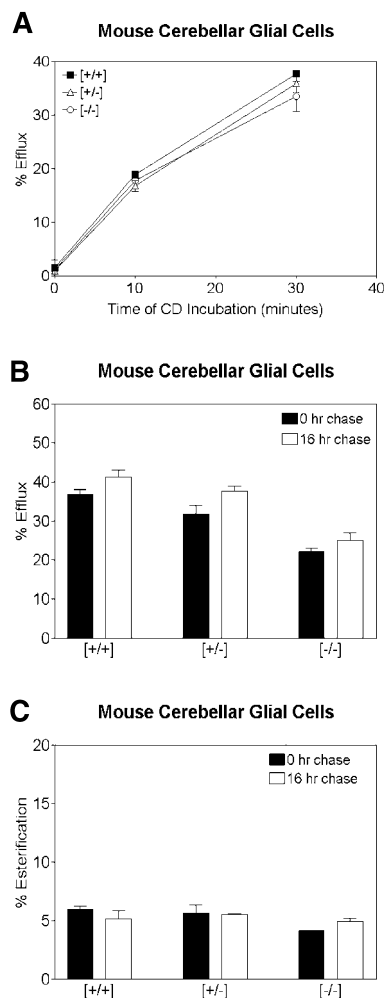 A
Mouse Cerebellar Glial Cells
40
[+/+]
[+/-]
30
[-/-]
% Efflux
20
10
0
0 10 20 30 40
Time of CD Incubation (minutes)
B
Mouse Cerebellar Glial Cells
60
0 hr chase
50
16 hr chase
40
% Efflux
30
20
10
0
[+/+] [+/-] [-/-]
C
Mouse Cerebellar Glial Cells
20
0 hr chase
16 hr chase
15
% Esterification
10
5
0
[+/+] [+/-] [-/-]